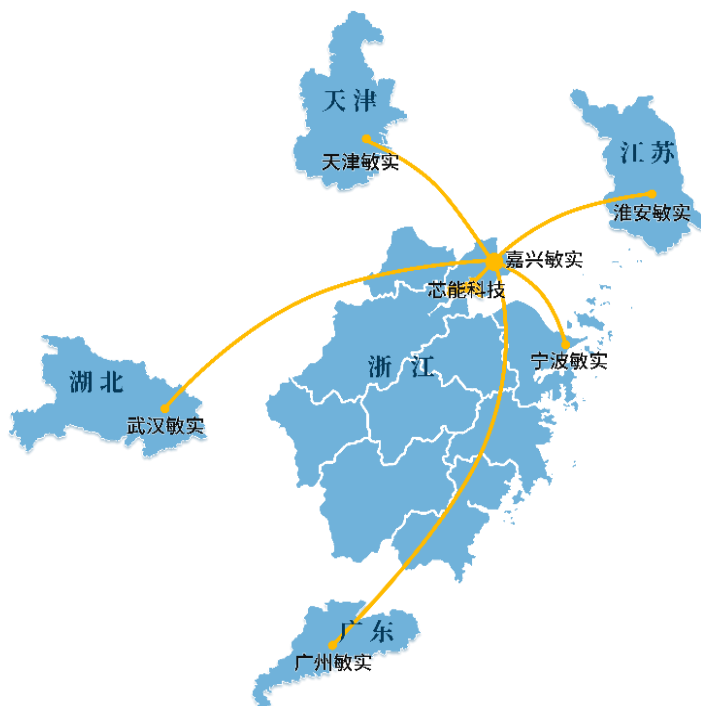 天津
天津敏实
江苏
淮安敏实
嘉兴敏实
芯能科技
浙江
宁波敏实
湖北
武汉敏实
广东
广州敏实